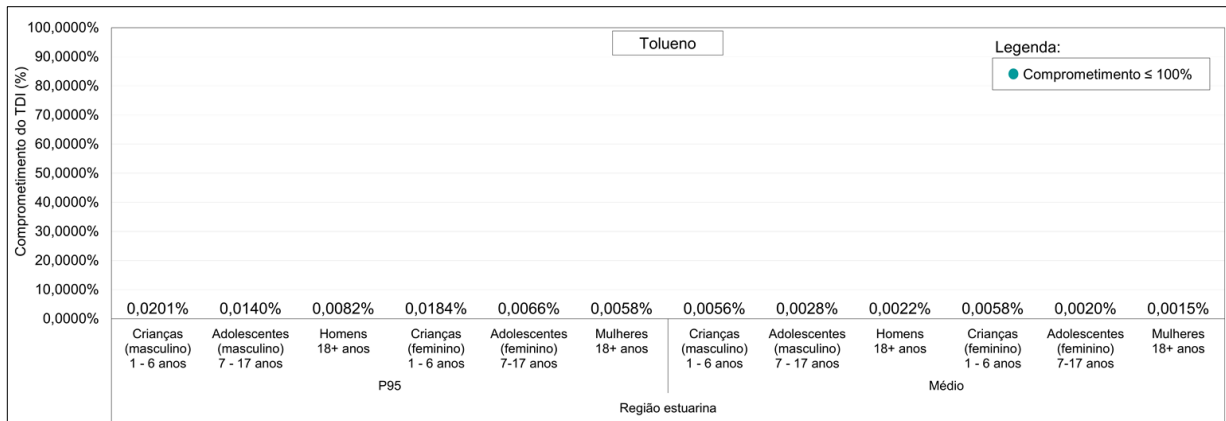 Tolueno
Legenda:
Comprometimento ≤ 100%
Comprometimento do TDI (%)
100,0000%
90,0000%
80,0000%
70,0000%
60,0000%
50,0000%
40,0000%
30,0000%
20,0000%
10,0000%
0,0000%
0,0201% 0,0140% 0,0082% 0,0184% 0,0066% 0,0058% 0,0056% 0,0028% 0,0022% 0,0058% 0,0020% 0,0015%
Crianças Adolescentes Homens Crianças Adolescentes Mulheres Crianças Adolescentes Homens Crianças Adolescentes Mulheres
(masculino) (masculino) 18+ anos (feminino) (feminino) 18+ anos (masculino) (masculino) 18+ anos (feminino) (feminino) 18+ anos
1 - 6 anos 7 - 17 anos 1 - 6 anos 7-17 anos 1 - 6 anos 7 - 17 anos 1 - 6 anos 7-17 anos
P95 Médio
Região estuarina